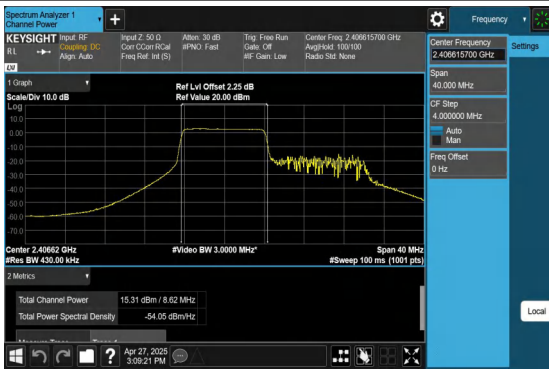 Spectrum Analyzer 1
Channel Power
Frequency
KEYSIGHT
RL
Input: RF
Coupling: DC
Align: Auto
Input Z: 50 Ω
Corr CCorr RCal
Freq Ref: Int (S)
Atten: 30 dB
#PNO: Fast
Trig: Free Run
Gate: Off
#IF Gain: Low
Center Freq: 2.406615700 GHz
Avg|Hold: 100/100
Radio Std: None
LXI
1 Graph
Scale/Div 10.0 dB
Ref Lvl Offset 2.25 dB
Ref Value 20.00 dBm
Log
10.0
0.00
-10.0
-20.0
-30.0
-40.0
-50.0
-60.0
-70.0
Center 2.40662 GHz
#Res BW 430.00 kHz
#Video BW 3.0000 MHz*
Span 40 MHz
#Sweep 100 ms (1001 pts)
2 Metrics
Total Channel Power 15.31 dBm / 8.62 MHz
Total Power Spectral Density -54.05 dBm/Hz
?
Apr 27, 2025
3:09:21 PM
Center Frequency
2.406615700 GHz
Settings
Span
40.000 MHz
CF Step
4.000000 MHz
Auto
Man
Freq Offset
0 Hz
Local